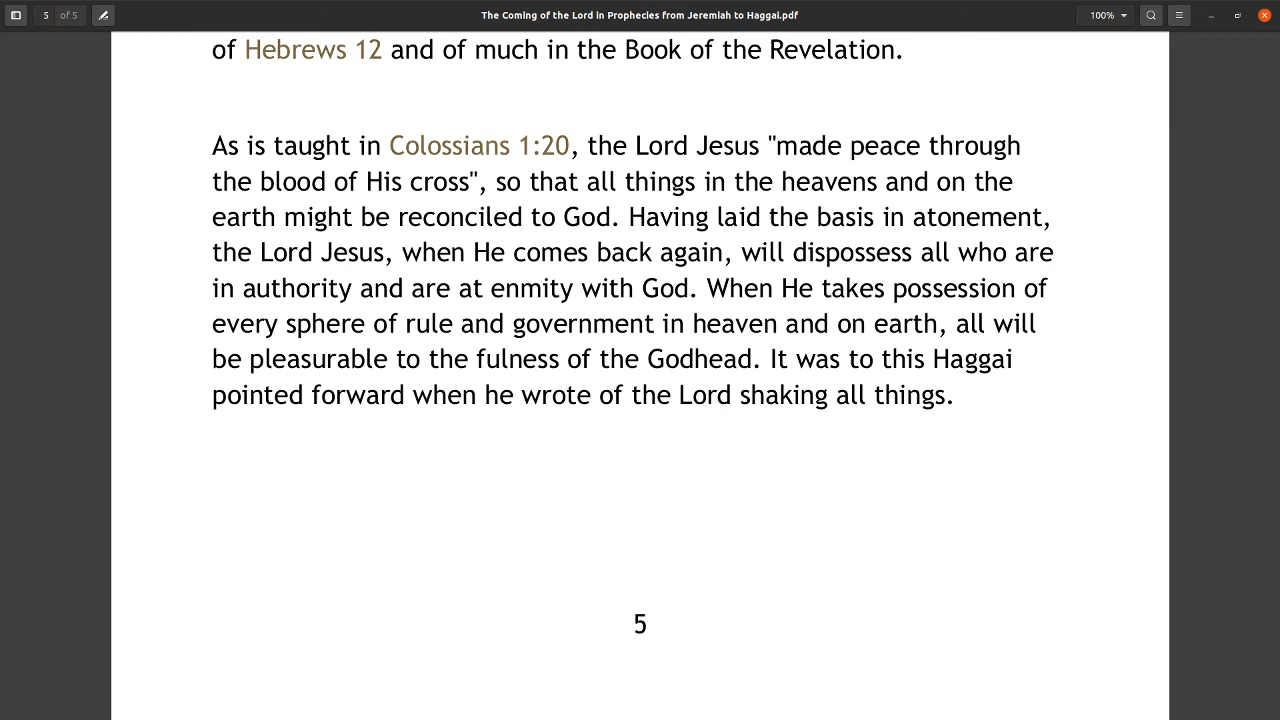 5 of 5
The Coming of the Lord in Prophecies from Jeremiah to Haggai.pdf
100%
of Hebrews 12 and of much in the Book of the Revelation.
As is taught in Colossians 1:20, the Lord Jesus "made peace through
the blood of His cross", so that all things in the heavens and on the
earth might be reconciled to God. Having laid the basis in atonement,
the Lord Jesus, when He comes back again, will dispossess all who are
in authority and are at enmity with God. When He takes possession of
every sphere of rule and government in heaven and on earth, all will
be pleasurable to the fulness of the Godhead. It was to this Haggai
pointed forward when he wrote of the Lord shaking all things.
5